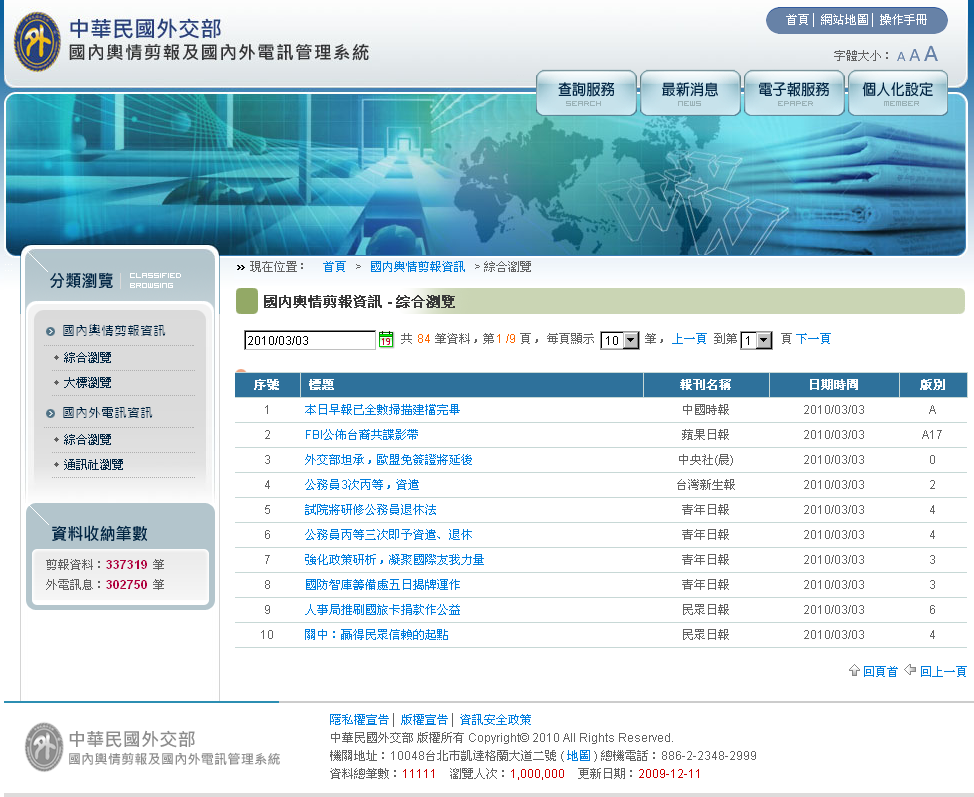 中華民國外交部
國內輿情剪報及國內外電訊管理系統
首頁│ 網站地圖│ 操作手冊
字體大小： A A A
查詢服務 最新消息 電子報服務 個人化設定
SEARCH NEWS EPAPER MEMBER
WWW
分類瀏覽 CLASSIFIED BROWSING
國內輿情剪報資訊
綜合瀏覽
大標瀏覽
國內外電訊資訊
綜合瀏覽
通訊社瀏覽
資料收納筆數
剪報資料：337319 筆
外電訊息：302750 筆
現在位置： 首頁 > 國內輿情剪報資訊 > 綜合瀏覽
國內輿情剪報資訊 - 綜合瀏覽
2010/03/03 19 共 84 筆資料，第1 /9 頁， 每頁顯示 10 筆， 上一頁 到第 1 頁 下一頁
序號 標題 報刊名稱 日期時間 版別
1 本日早報已全數掃描建檔完畢 中國時報 2010/03/03 A
2 FBI公佈台裔共諜影帶 蘋果日報 2010/03/03 A17
3 外交部坦承，歐盟免簽證將延後 中央社(晨) 2010/03/03 0
4 公務員3次丙等，資遣 台灣新生報 2010/03/03 2
5 試院將研修公務員退休法 青年日報 2010/03/03 4
6 公務員丙等三次即予資遣、退休 青年日報 2010/03/03 4
7 強化政策研析，凝聚國際友我力量 青年日報 2010/03/03 3
8 國防智庫籌備處五日揭牌運作 青年日報 2010/03/03 3
9 人事局推刷國旅卡捐款作公益 民眾日報 2010/03/03 6
10 關中：贏得民眾信賴的起點 民眾日報 2010/03/03 4
回頁首 回上一頁
中華民國外交部
國內輿情剪報及國內外電訊管理系統
隱私權宣告│ 版權宣告│ 資訊安全政策
中華民國外交部 版權所有 Copyright© 2010 All Rights Reserved.
機關地址：10048台北市凱達格蘭大道二號 ( 地圖 ) 總機電話：886-2-2348-2999
資料總筆數：11111 瀏覽人次：1,000,000 更新日期：2009-12-11